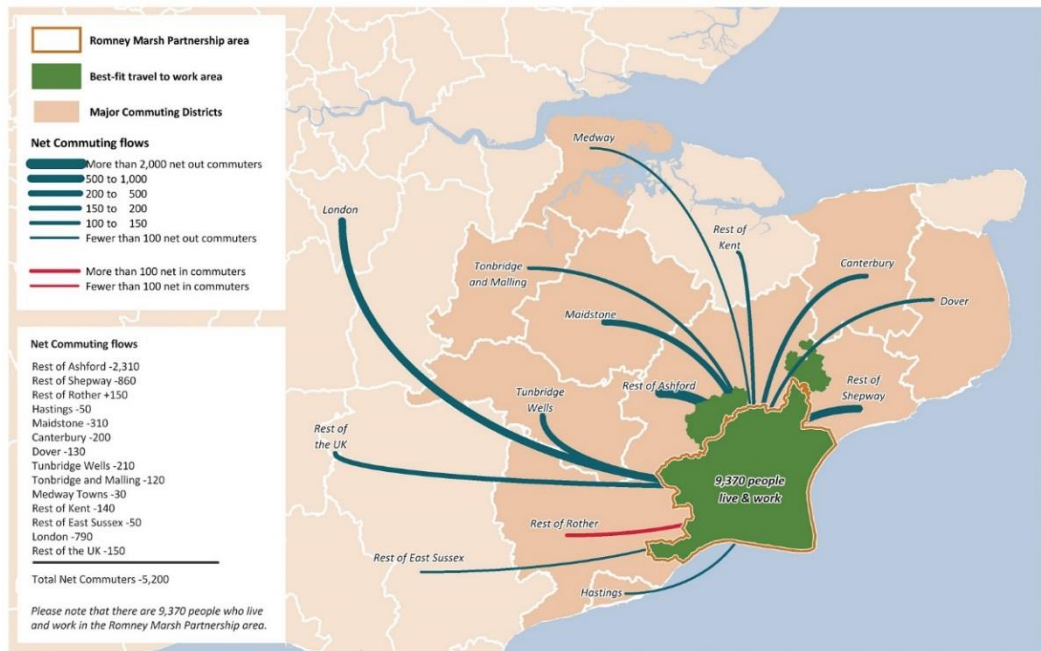 Romney Marsh Partnership area
Best-fit travel to work area
Major Commuting Districts
Net Commuting flows
More than 2,000 net out commuters
500 to 1,000
200 to 500
150 to 200
100 to 150
Fewer than 100 net out commuters
More than 100 net in commuters
Fewer than 100 net in commuters
Net Commuting flows
Rest of Ashford -2,310
Rest of Shepway -860
Rest of Rother +150
Hastings -50
Maidstone -310
Canterbury -200
Dover -130
Tunbridge Wells -210
Tonbridge and Malling -120
Medway Towns -30
Rest of Kent -140
Rest of East Sussex -50
London -790
Rest of the UK -150
Total Net Commuters -5,200
Please note that there are 9,370 people who live
and work in the Romney Marsh Partnership area.
Medway
London
Rest of
Kent
Tonbridge
and Malling
Canterbury
Dover
Maidstone
Rest of Ashford
Rest of
Shepway
Tunbridge
Wells
Rest of
the UK
9,370 people
live & work
Rest of Rother
Rest of East Sussex
Hastings